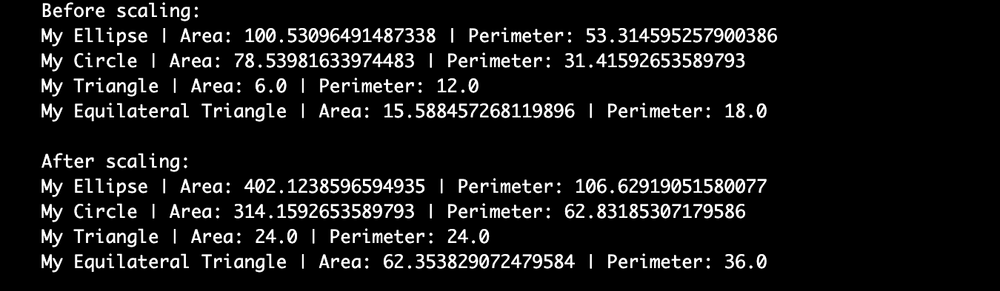 Before scaling:
My Ellipse | Area: 100.53096491487338 | Perimeter: 53.314595257900386
My Circle | Area: 78.53981633974483 | Perimeter: 31.41592653589793
My Triangle | Area: 6.0 | Perimeter: 12.0
My Equilateral Triangle | Area: 15.588457268119896 | Perimeter: 18.0
After scaling:
My Ellipse | Area: 402.1238596594935 | Perimeter: 106.62919051580077
My Circle | Area: 314.1592653589793 | Perimeter: 62.83185307179586
My Triangle | Area: 24.0 | Perimeter: 24.0
My Equilateral Triangle | Area: 62.353829072479584 | Perimeter: 36.0